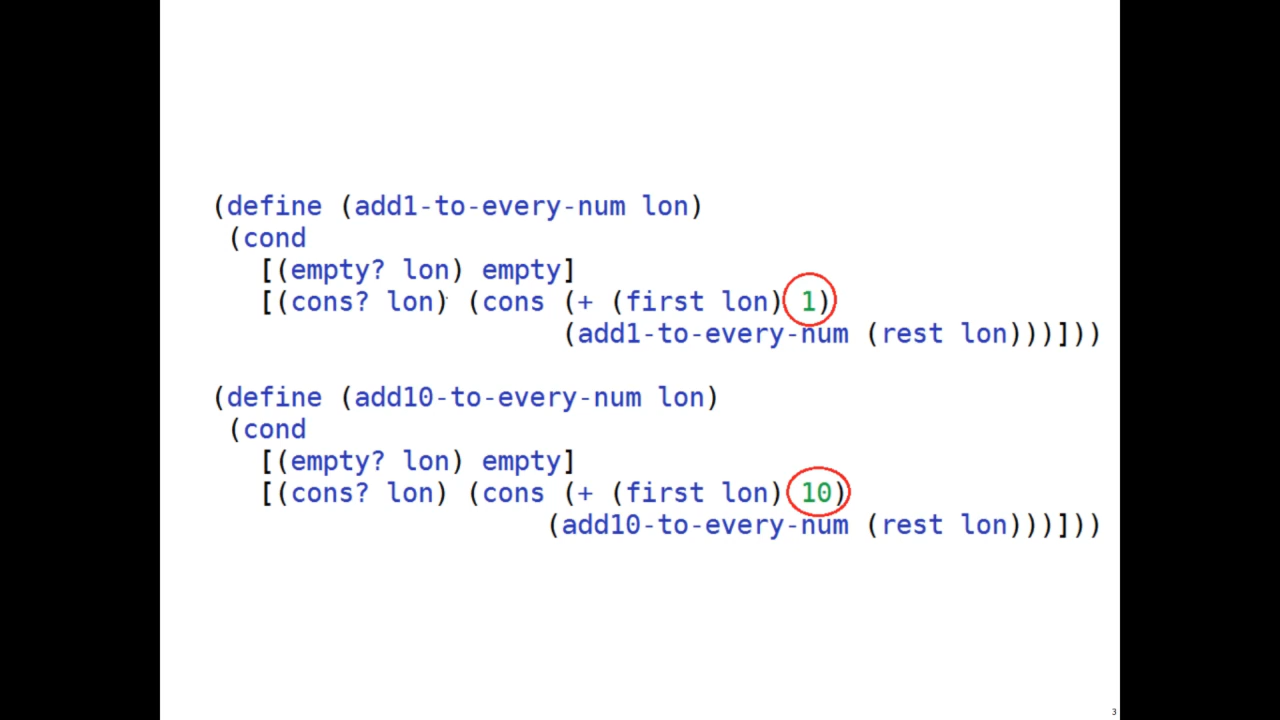 (define (add1-to-every-num lon)
(cond
[(empty? lon) empty]
[(cons? lon) (cons (+ (first lon) 1)
(add1-to-every-num (rest lon)))]))
(define (add10-to-every-num lon)
(cond
[(empty? lon) empty]
[(cons? lon) (cons (+ (first lon) 10)
(add10-to-every-num (rest lon)))]))
3